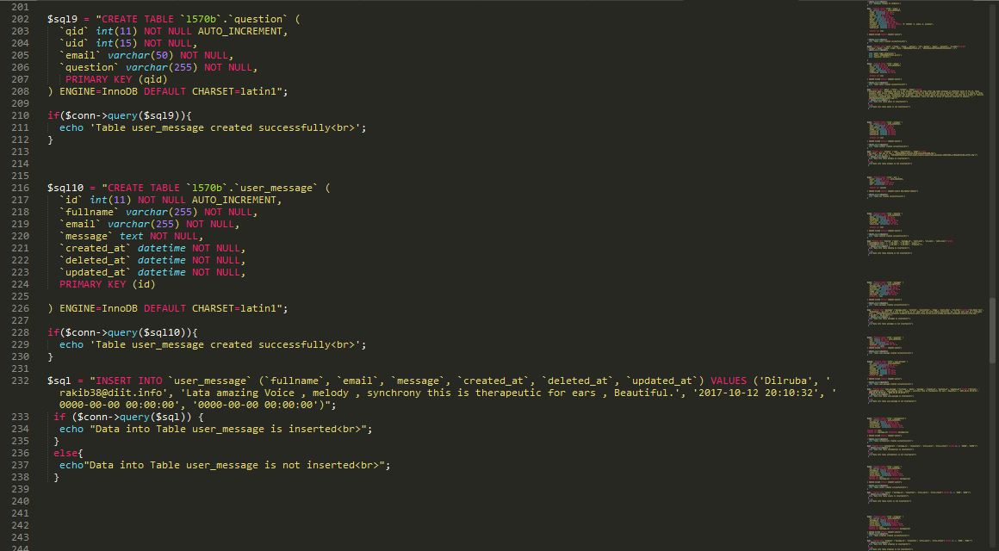 201
202 $sql9 = "CREATE TABLE `l570b`.`question` (
203 `qid` int(11) NOT NULL AUTO_INCREMENT,
204 `uid` int(15) NOT NULL,
205 `email` varchar(50) NOT NULL,
206 `question` varchar(255) NOT NULL,
207 PRIMARY KEY (qid)
208 ) ENGINE=InnoDB DEFAULT CHARSET=latin1";
209
210 if($conn->query($sql9)){
211 echo 'Table user_message created successfully<br>';
212 }
213
214
215
216 $sql10 = "CREATE TABLE `l570b`.`user_message` (
217 `id` int(11) NOT NULL AUTO_INCREMENT,
218 `fullname` varchar(255) NOT NULL,
219 `email` varchar(255) NOT NULL,
220 `message` text NOT NULL,
221 `created_at` datetime NOT NULL,
222 `deleted_at` datetime NOT NULL,
223 `updated_at` datetime NOT NULL,
224 PRIMARY KEY (id)
225
226 ) ENGINE=InnoDB DEFAULT CHARSET=latin1";
227
228 if($conn->query($sql10)){
229 echo 'Table user_message created successfully<br>';
230 }
231
232 $sql = "INSERT INTO `user_message` (`fullname`, `email`, `message`, `created_at`, `deleted_at`, `updated_at`) VALUES ('Dilruba', '
rakib38@diit.info', 'Lata amazing Voice , melody , synchrony this is therapeutic for ears , Beautiful.', '2017-10-12 20:10:32', '
0000-00-00 00:00:00', '0000-00-00 00:00:00')";
233 if ($conn->query($sql)) {
234 echo "Data into Table user_message is inserted<br>";
235 }
236 else{
237 echo"Data into Table user_message is not inserted<br>";
238 }
239
240
241
242
243
244